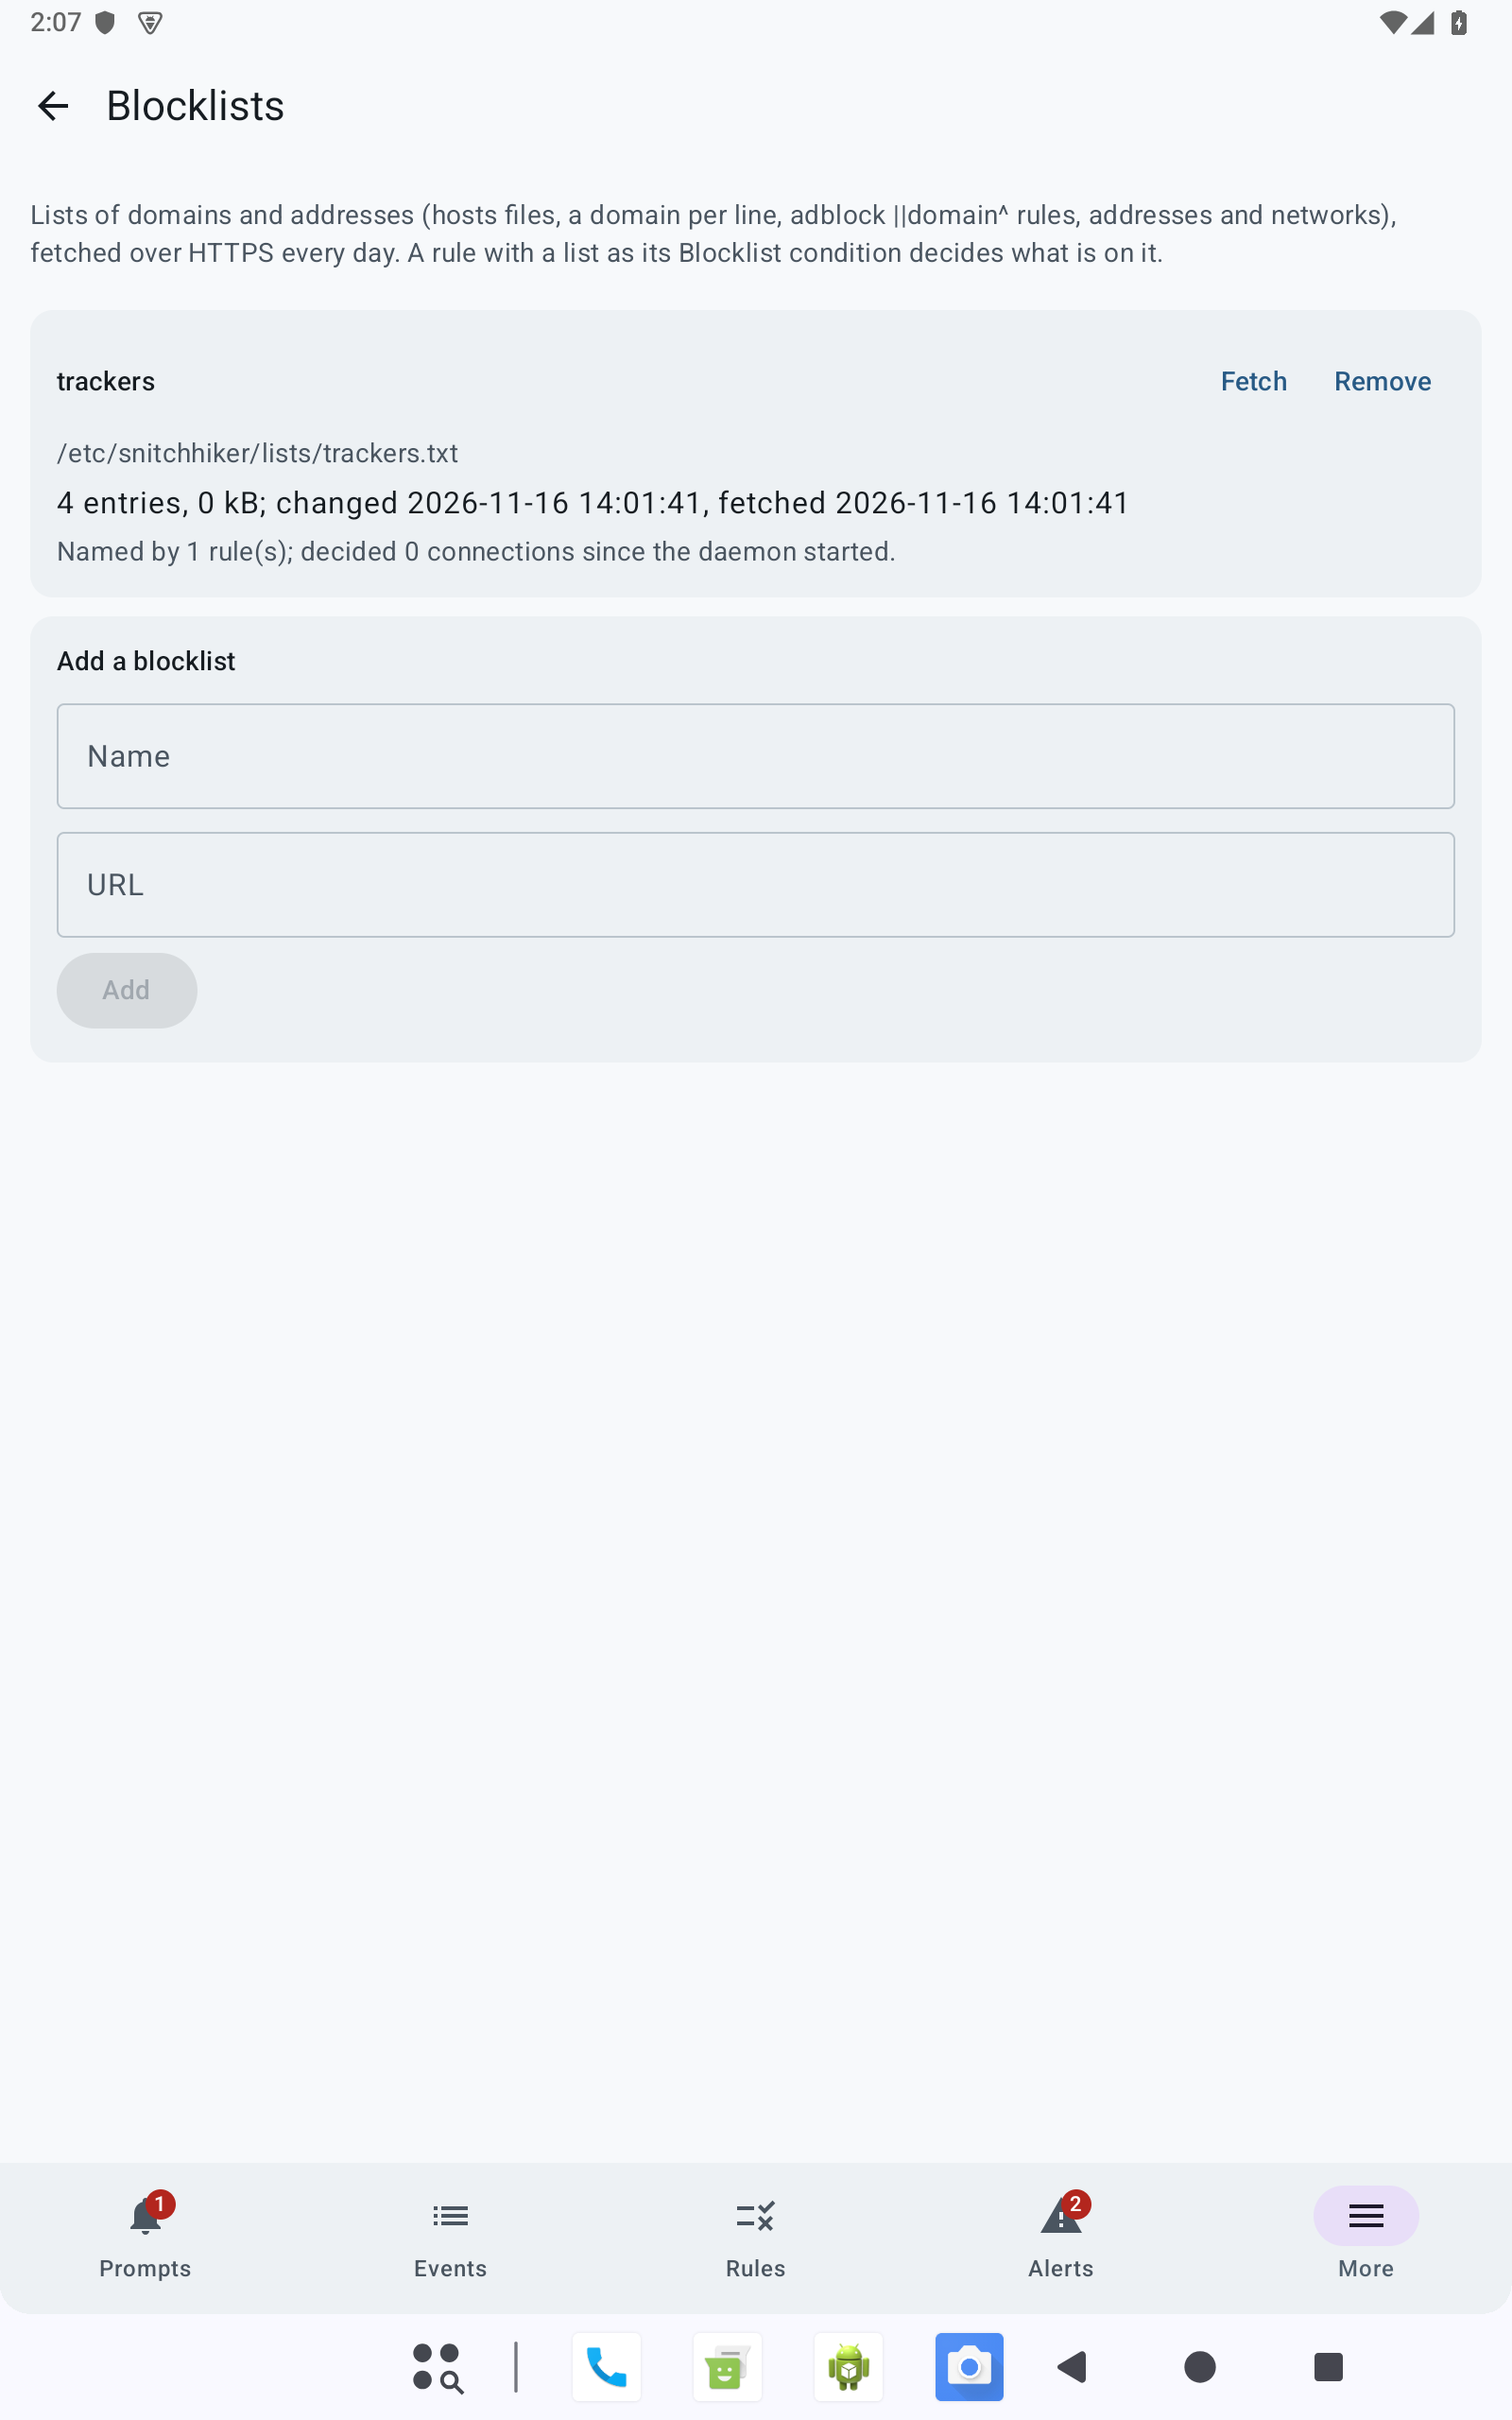 2:07
Blocklists
Lists of domains and addresses (hosts files, a domain per line, adblock ||domain^ rules, addresses and networks),
fetched over HTTPS every day. A rule with a list as its Blocklist condition decides what is on it.
trackers
Fetch
Remove
/etc/snitchhiker/lists/trackers.txt
4 entries, 0 kB; changed 2026-11-16 14:01:41, fetched 2026-11-16 14:01:41
Named by 1 rule(s); decided 0 connections since the daemon started.
Add a blocklist
Name
URL
Add
1
2
Prompts
Events
Rules
Alerts
More